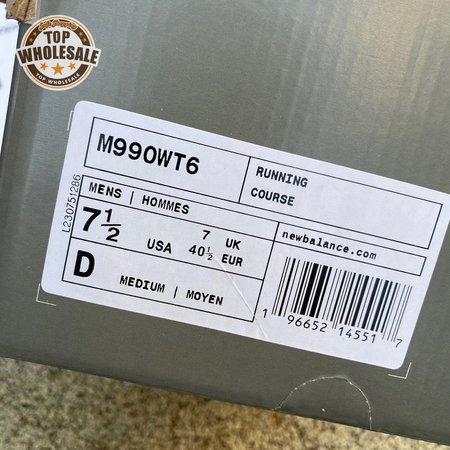 TOP
WHOLESALE
TOP WHOLESALE
M990WT6
RUNNING
COURSE
L230751286
MENS | HOMMES
7½ USA
7 UK
40½ EUR
D
MEDIUM | MOYEN
newbalance.com
1 96652 14551 7